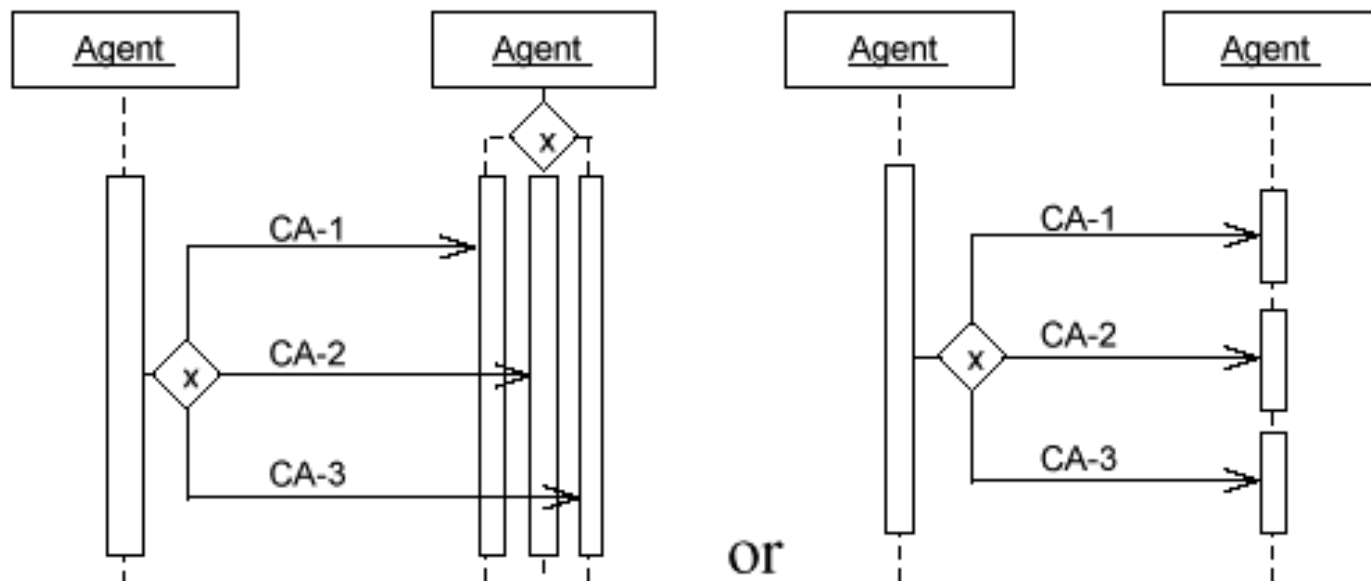 Agent
Agent
x
CA-1
CA-2
x
CA-3
or
Agent
Agent
CA-1
CA-2
x
CA-3